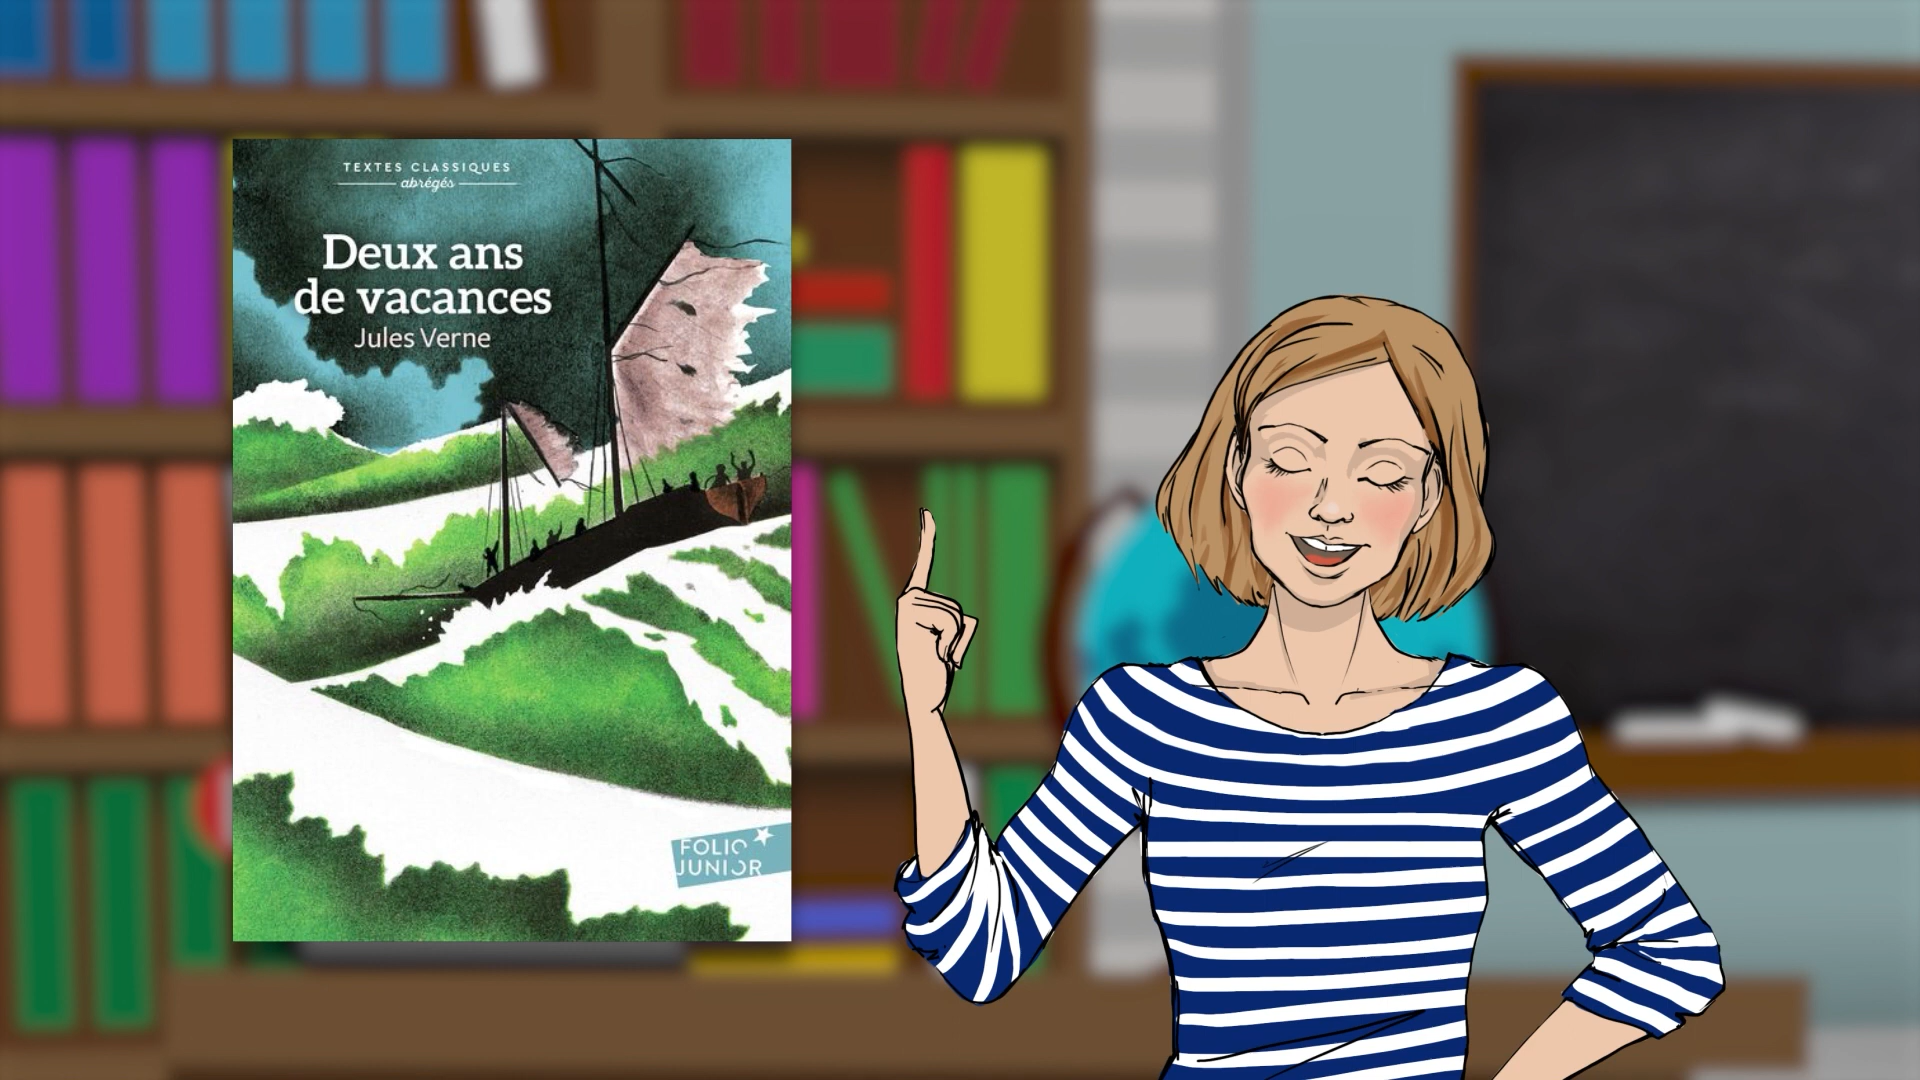 TEXTES CLASSIQUES
abrégés
Deux ans
de vacances
Jules Verne
FOLIO
JUNIOR